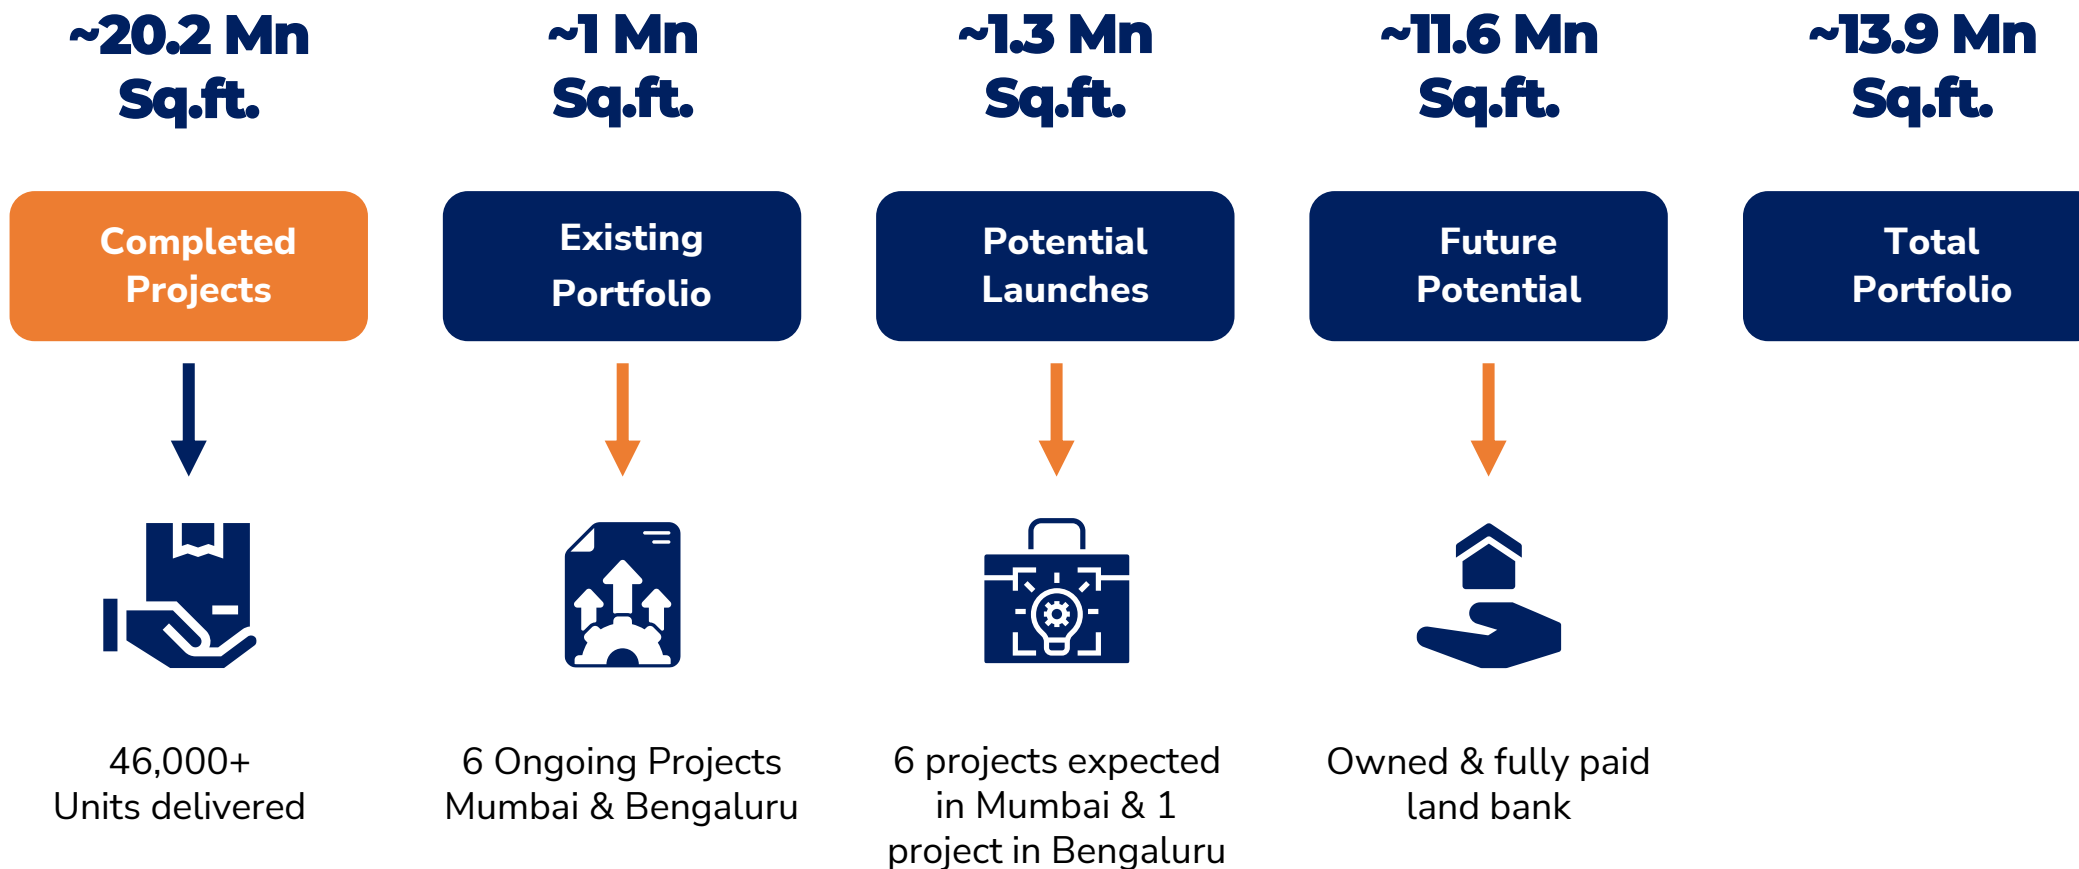 ~20.2 Mn
Sq.ft.
~1 Mn
Sq.ft.
~1.3 Mn
Sq.ft.
~11.6 Mn
Sq.ft.
~13.9 Mn
Sq.ft.
Completed
Projects
Existing
Portfolio
Potential
Launches
Future
Potential
Total
Portfolio
46,000+
Units delivered
6 Ongoing Projects
Mumbai & Bengaluru
6 projects expected
in Mumbai & 1
project in Bengaluru
Owned & fully paid
land bank